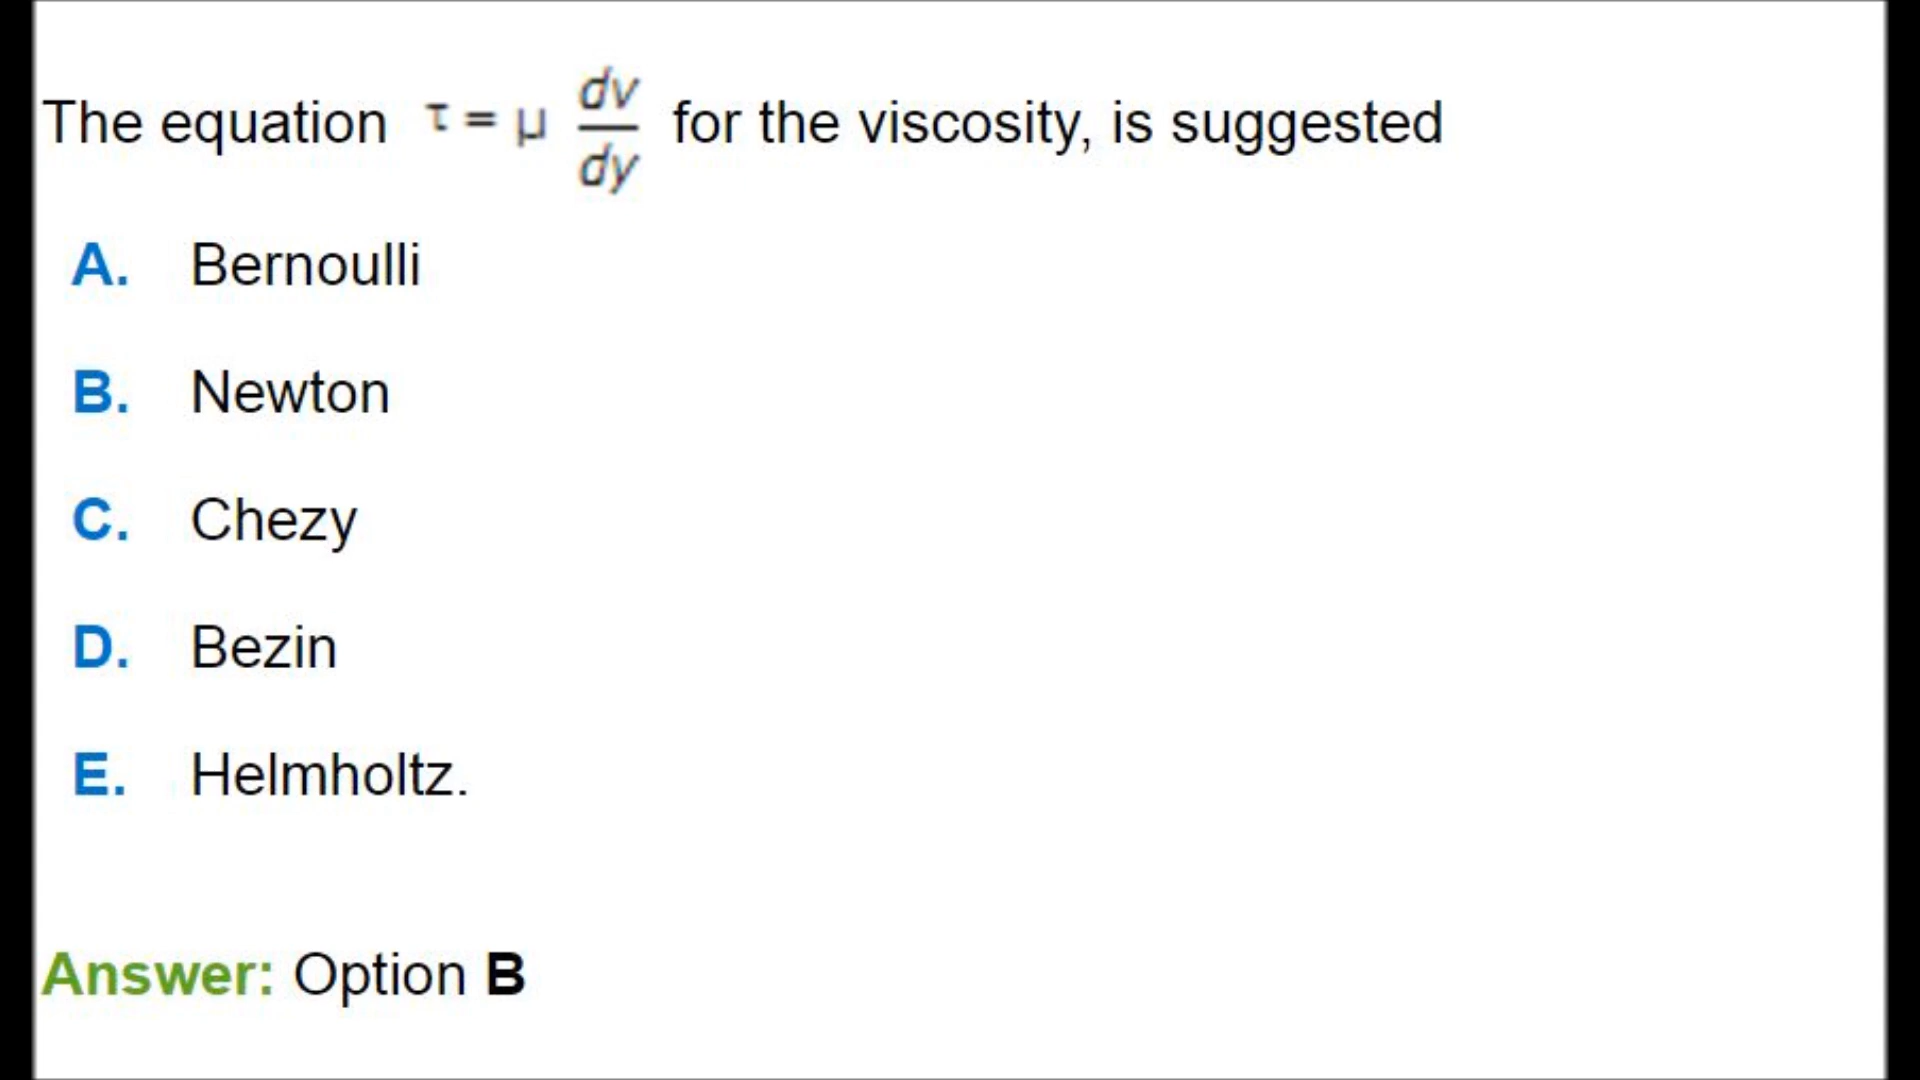 The equation τ = μ dv/dy for the viscosity, is suggested
A. Bernoulli
B. Newton
C. Chezy
D. Bezin
E. Helmholtz.
Answer: Option B